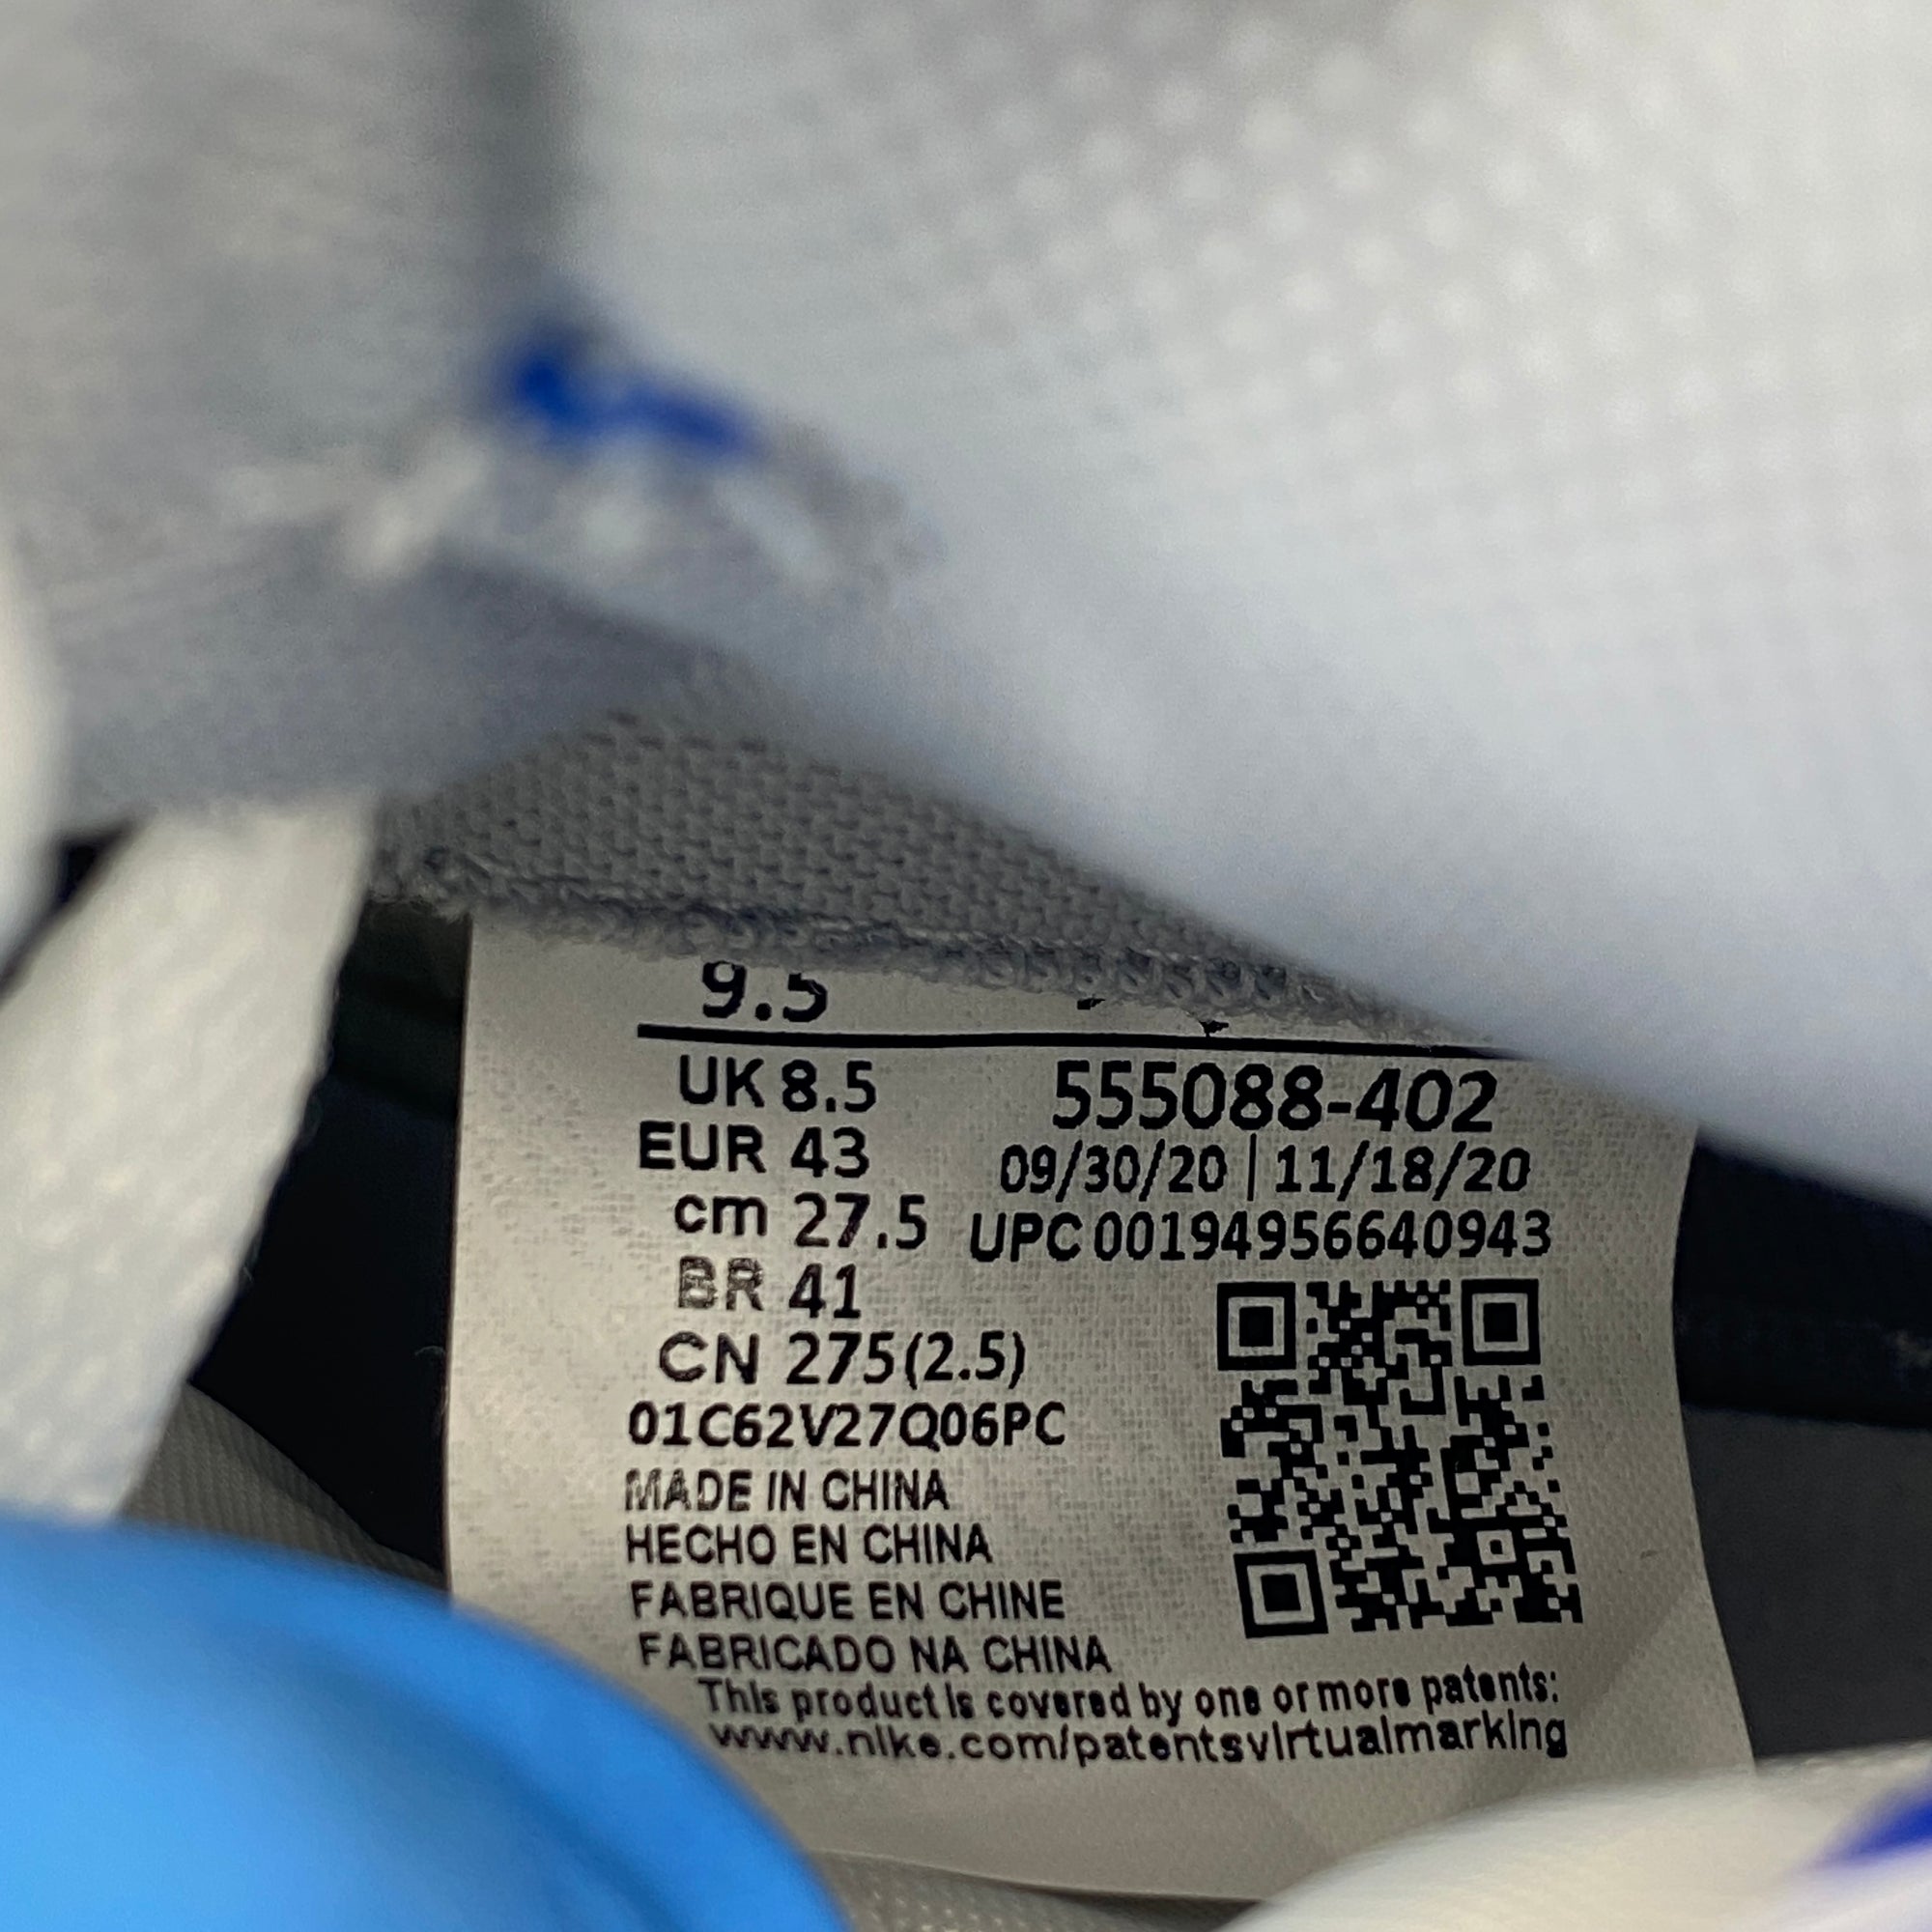 9.5
UK 8.5
EUR 43
cm 27.5
BR 41
CN 275(2.5)
555088-402
09/30/20 | 11/18/20
UPC 00194956640943
01C62V27Q06PC
MADE IN CHINA
HECHO EN CHINA
FABRIQUE EN CHINE
FABRICADO NA CHINA
This product is covered by one or more patents:
www.nike.com/patentsvirtualmarking